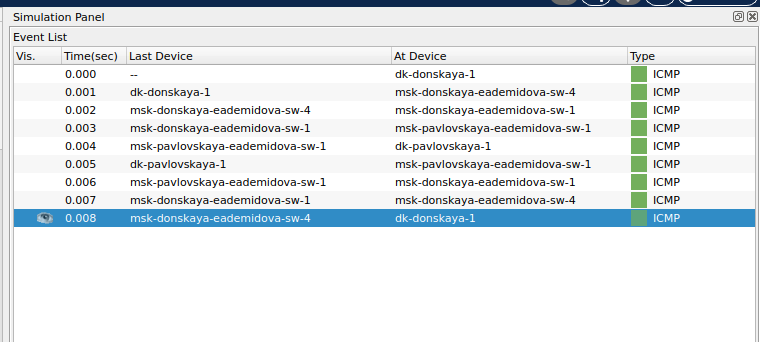 Simulation Panel
Event List
Vis. Time(sec) Last Device At Device Type
0.000 -- dk-donskaya-1 ICMP
0.001 dk-donskaya-1 msk-donskaya-eademidova-sw-4 ICMP
0.002 msk-donskaya-eademidova-sw-4 msk-donskaya-eademidova-sw-1 ICMP
0.003 msk-donskaya-eademidova-sw-1 msk-pavlovskaya-eademidova-sw-1 ICMP
0.004 msk-pavlovskaya-eademidova-sw-1 dk-pavlovskaya-1 ICMP
0.005 dk-pavlovskaya-1 msk-pavlovskaya-eademidova-sw-1 ICMP
0.006 msk-pavlovskaya-eademidova-sw-1 msk-donskaya-eademidova-sw-1 ICMP
0.007 msk-donskaya-eademidova-sw-1 msk-donskaya-eademidova-sw-4 ICMP
0.008 msk-donskaya-eademidova-sw-4 dk-donskaya-1 ICMP